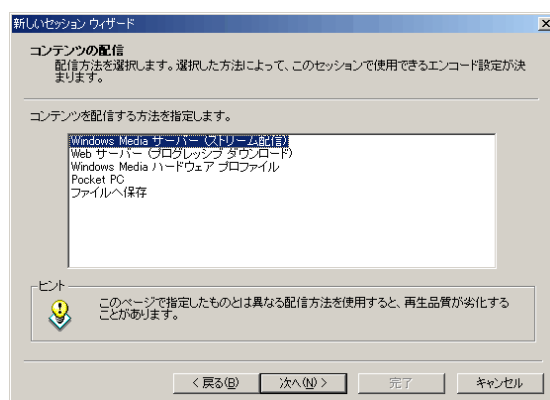 新しいセッション ウィザード
コンテンツの配信
配信方法を選択します。選択した方法によって、このセッションで使用できるエンコード設定が決
まります。
コンテンツを配信する方法を指定します。
Windows Media サーバー (ストリーム配信)
Web サーバー (プログレッシブ ダウンロード)
Windows Media ハードウェア プロファイル
Pocket PC
ファイルへ保存
ヒント
このページで指定したものとは異なる配信方法を使用すると、再生品質が劣化する
ことがあります。
< 戻る(B) 次へ(N) > 完了 キャンセル